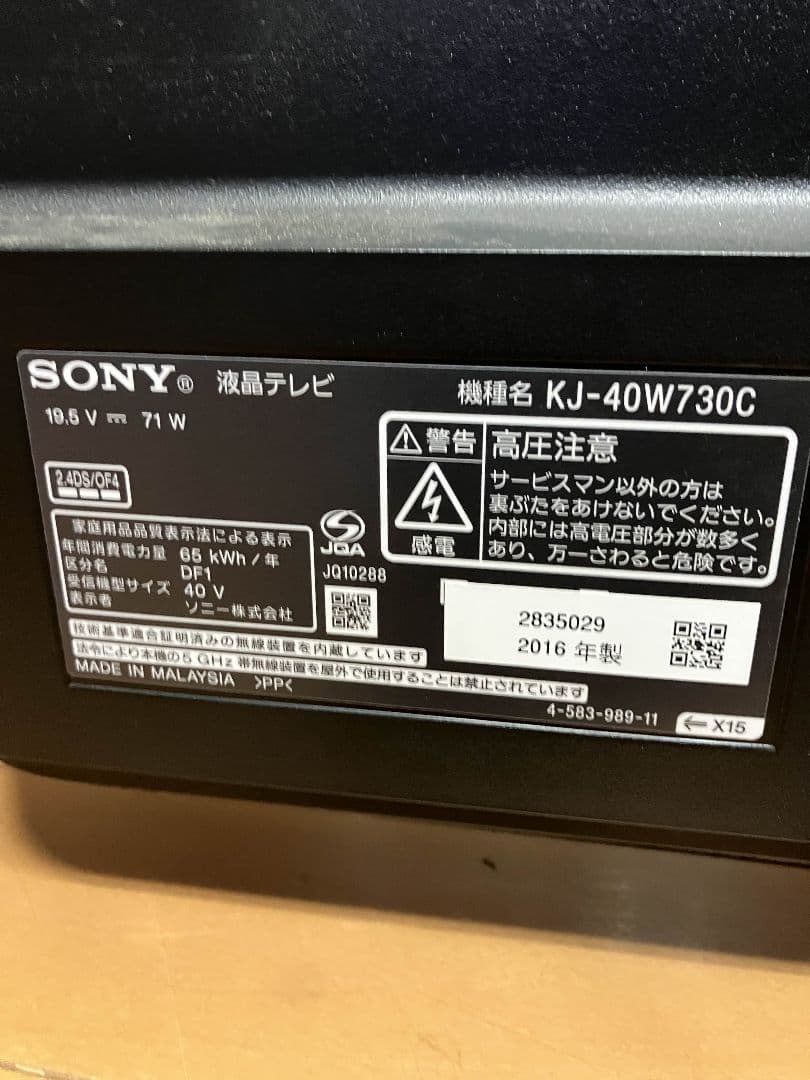 SONY® 液晶テレビ
機種名 KJ-40W730C
19.5 V ⎓ 71 W
2.4DS/OF4
⚠警告 高圧注意
感電
サービスマン以外の方は
裏ぶたをあけないでください。
内部には高電圧部分が数多く
あり、万一さわると危険です。
家庭用品品質表示法による表示
年間消費電力量 65 kWh / 年
区分名 DF1
受信機型サイズ 40 V
表示者 ソニー株式会社
JQA
JQ10288
2835029
2016 年製
技術基準適合証明済みの無線装置を内蔵しています
法令により本機の5 GHz 帯無線装置を屋外で使用することは禁止されています
MADE IN MALAYSIA >PP<
4-583-989-11
← X15